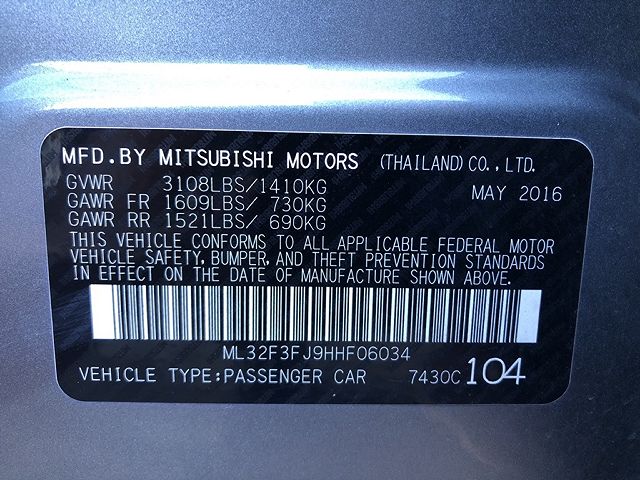 MFD.BY MITSUBISHI MOTORS (THAILAND)CO.,LTD.
GVWR 3108LBS/1410KG MAY 2016
GAWR FR 1609LBS/ 730KG
GAWR RR 1521LBS/ 690KG
THIS VEHICLE CONFORMS TO ALL APPLICABLE FEDERAL MOTOR
VEHICLE SAFETY, BUMPER, AND THEFT PREVENTION STANDARDS
IN EFFECT ON THE DATE OF MANUFACTURE SHOWN ABOVE.
ML32F3FJ9HHF06034
VEHICLE TYPE:PASSENGER CAR 7430C 104